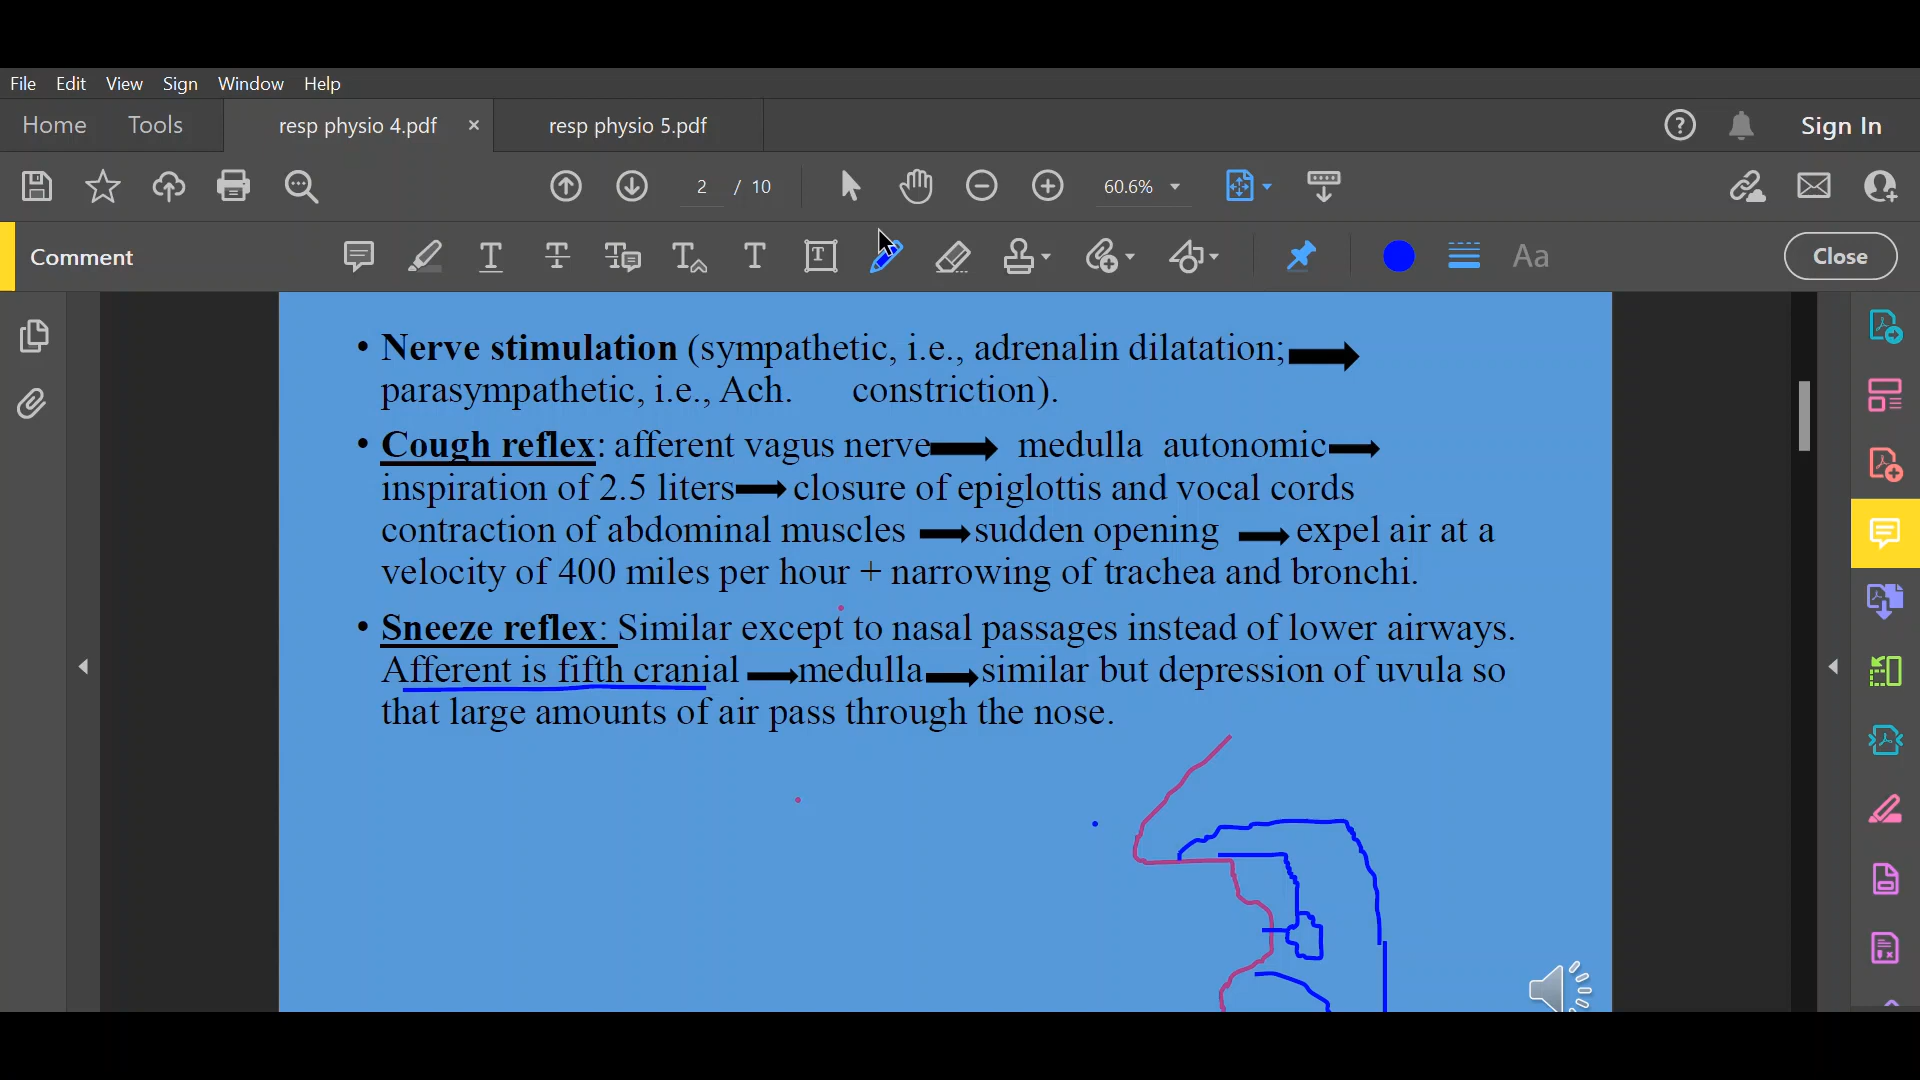 File Edit View Sign Window Help
Home Tools resp physio 4.pdf × resp physio 5.pdf Sign In
2 / 10 60.6%
Comment Aa Close
• Nerve stimulation (sympathetic, i.e., adrenalin dilatation;
parasympathetic, i.e., Ach. constriction).
• Cough reflex: afferent vagus nerve medulla autonomic
inspiration of 2.5 liters closure of epiglottis and vocal cords
contraction of abdominal muscles sudden opening expel air at a
velocity of 400 miles per hour + narrowing of trachea and bronchi.
• Sneeze reflex: Similar except to nasal passages instead of lower airways.
Afferent is fifth cranial medulla similar but depression of uvula so
that large amounts of air pass through the nose.